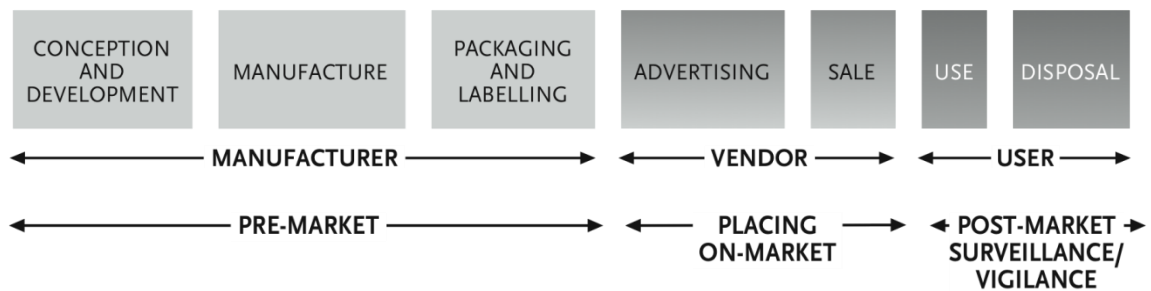 CONCEPTION
AND
DEVELOPMENT
MANUFACTURE
PACKAGING
AND
LABELLING
ADVERTISING
SALE
USE
DISPOSAL
MANUFACTURER
VENDOR
USER
PRE-MARKET
PLACING
ON-MARKET
POST-MARKET
SURVEILLANCE/
VIGILANCE